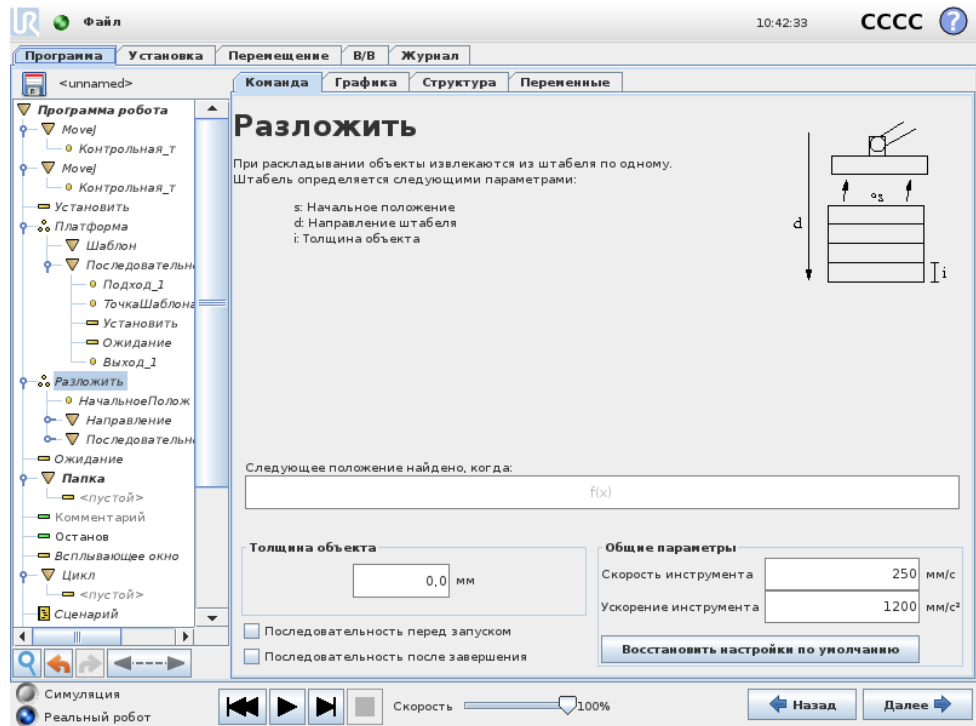 UR Файл 10:42:33 CCCC ?
Программа Установка Перемещение В/В Журнал
<unnamed>
Команда Графика Структура Переменные
Программа робота
MoveJ
Контрольная_т
MoveJ
Контрольная_т
Установить
Платформа
Шаблон
Последовательн
Подход_1
ТочкаШаблона
Установить
Ожидание
Выход_1
Разложить
НачальноеПолож
Направление
Последовательн
Ожидание
Папка
<пустой>
Комментарий
Останов
Всплывающее окно
Цикл
<пустой>
Сценарий
Разложить
При раскладывании объекты извлекаются из штабеля по одному.
Штабель определяется следующими параметрами:
s: Начальное положение
d: Направление штабеля
i: Толщина объекта
s
d
i
Следующее положение найдено, когда:
f(x)
Толщина объекта
0,0 мм
Последовательность перед запуском
Последовательность после завершения
Общие параметры
Скорость инструмента 250 мм/с
Ускорение инструмента 1200 мм/с²
Восстановить настройки по умолчанию
Симуляция
Реальный робот
Скорость 100%
Назад Далее